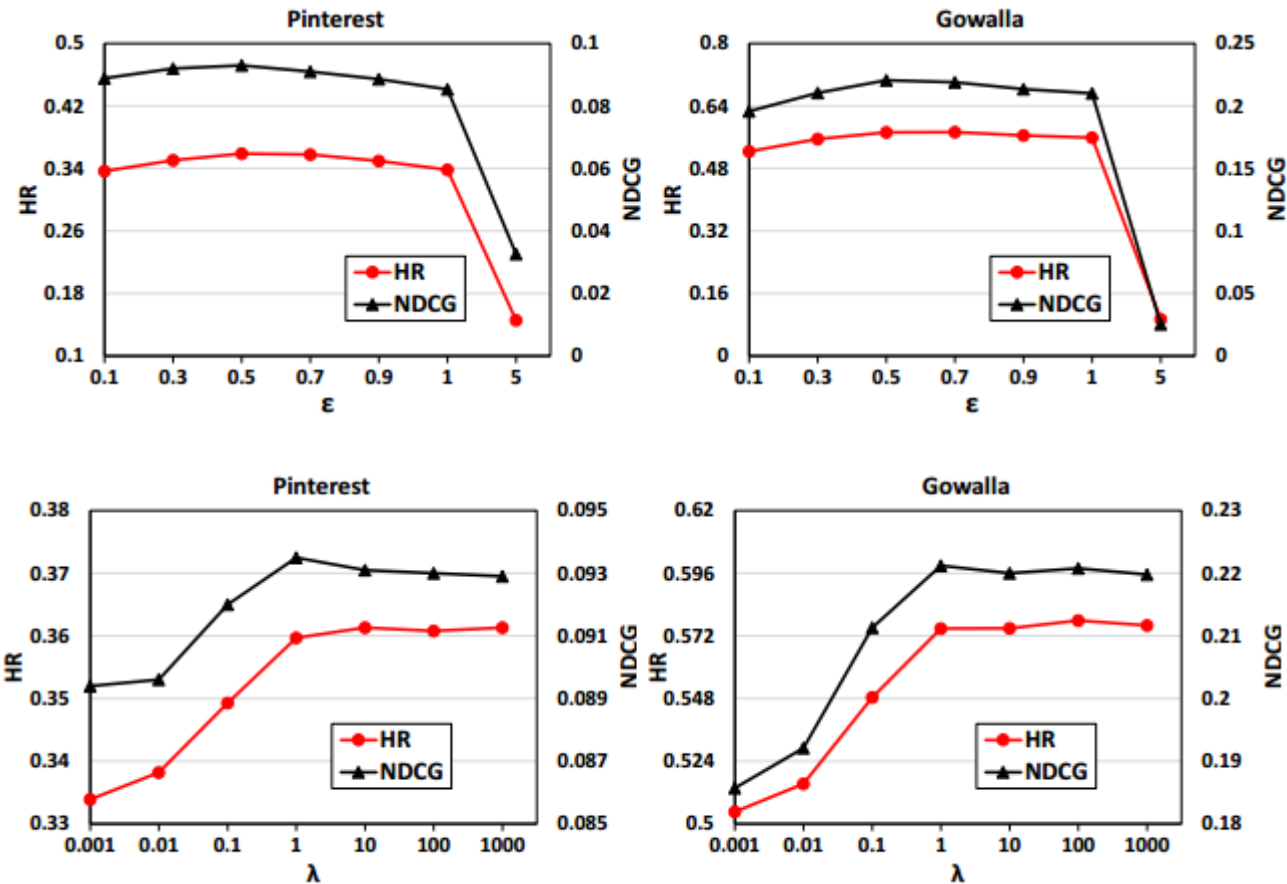 Pinterest
0.5
0.42
0.34
0.26
0.18
0.1
HR
0.1
0.08
0.06
0.04
0.02
0
NDCG
HR
NDCG
0.1 0.3 0.5 0.7 0.9 1 5
ε
Gowalla
0.8
0.64
0.48
0.32
0.16
0
HR
0.25
0.2
0.15
0.1
0.05
0
NDCG
HR
NDCG
0.1 0.3 0.5 0.7 0.9 1 5
ε
Pinterest
0.38
0.37
0.36
0.35
0.34
0.33
HR
0.095
0.093
0.091
0.089
0.087
0.085
NDCG
HR
NDCG
0.001 0.01 0.1 1 10 100 1000
λ
Gowalla
0.62
0.596
0.572
0.548
0.524
0.5
HR
0.23
0.22
0.21
0.2
0.19
0.18
NDCG
HR
NDCG
0.001 0.01 0.1 1 10 100 1000
λ